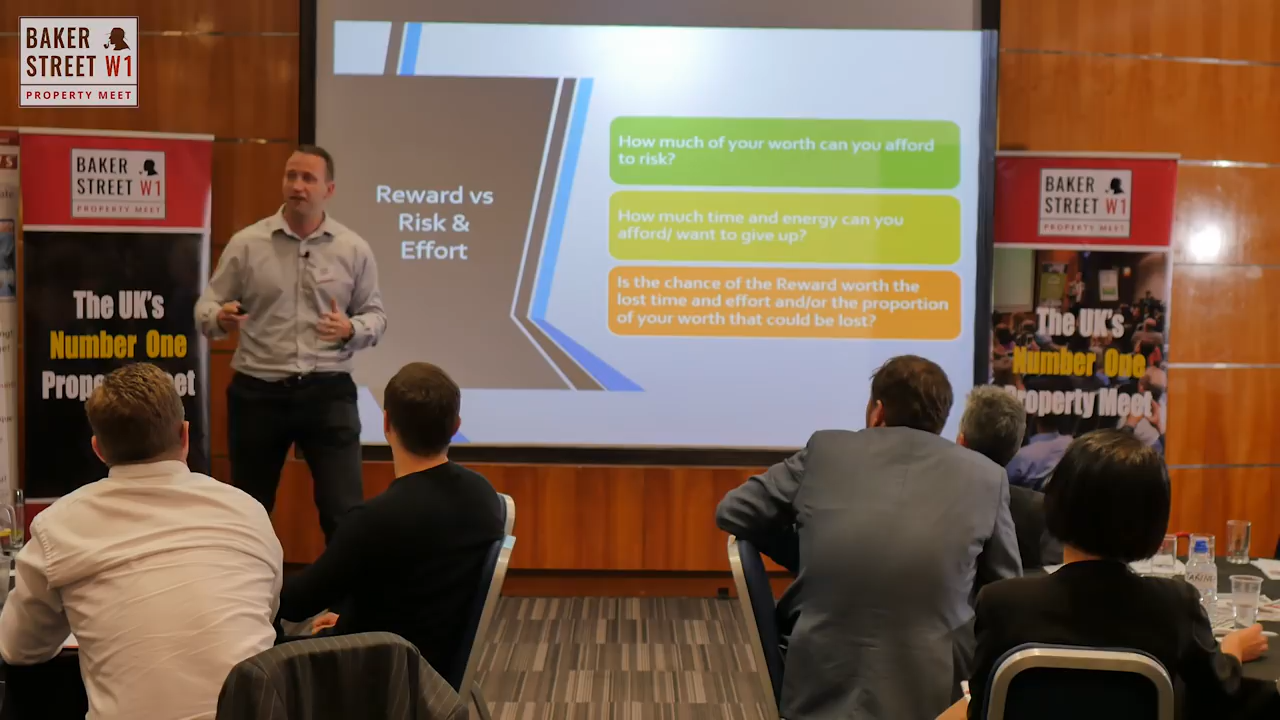 BAKER
STREET W1
PROPERTY MEET
BAKER
STREET W1
PROPERTY MEET
The UK's
Number One
Reward vs
Risk &
Effort
How much of your worth can you afford
to risk?
How much time and energy can you
afford/ want to give up?
Is the chance of the Reward worth the
lost time and effort and/or the proportion
of your worth that could be lost?
BAKER
STREET W1
PROPERTY MEET
The UK's
Number One
Property Meet